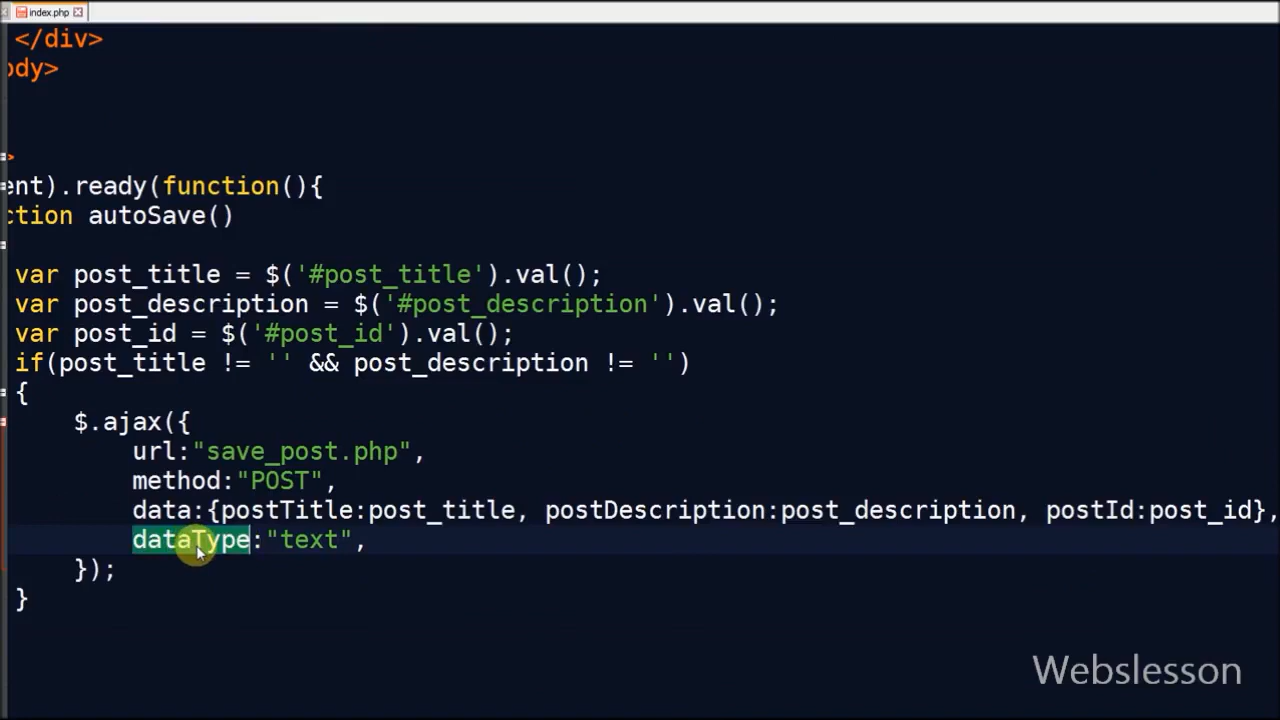 index.php
</div>
ody>
>
ent).ready(function(){
ction autoSave()
var post_title = $('#post_title').val();
var post_description = $('#post_description').val();
var post_id = $('#post_id').val();
if(post_title != '' && post_description != '')
{
$.ajax({
url:"save_post.php",
method:"POST",
data:{postTitle:post_title, postDescription:post_description, postId:post_id},
dataType:"text",
});
}
Webslesson